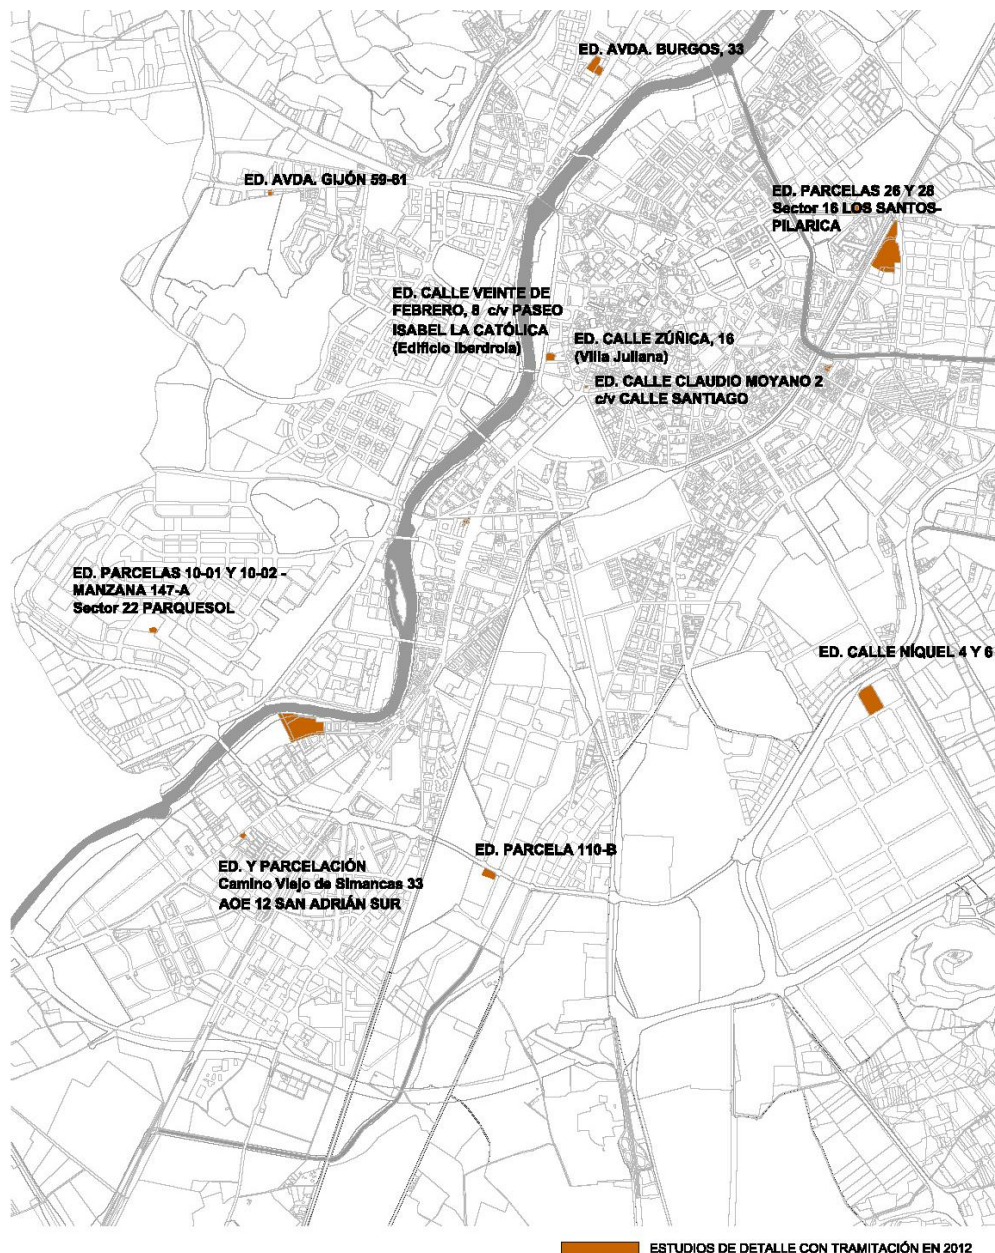 ED. AVDA. BURGOS, 33
ED. AVDA. GIJÓN 59-61
ED. PARCELAS 26 Y 28
Sector 16 LOS SANTOS-
PILARICA
ED. CALLE VEINTE DE
FEBRERO, 8 c/v PASEO
ISABEL LA CATÓLICA
(Edificio Iberdrola)
ED. CALLE ZÚÑICA, 16
(Villa Juliana)
ED. CALLE CLAUDIO MOYANO 2
c/v CALLE SANTIAGO
ED. PARCELAS 10-01 Y 10-02 -
MANZANA 147-A
Sector 22 PARQUESOL
ED. CALLE NÍQUEL 4 Y 6
ED. PARCELA 110-B
ED. Y PARCELACIÓN
Camino Viejo de Simancas 33
AOE 12 SAN ADRIÁN SUR
ESTUDIOS DE DETALLE CON TRAMITACIÓN EN 2012